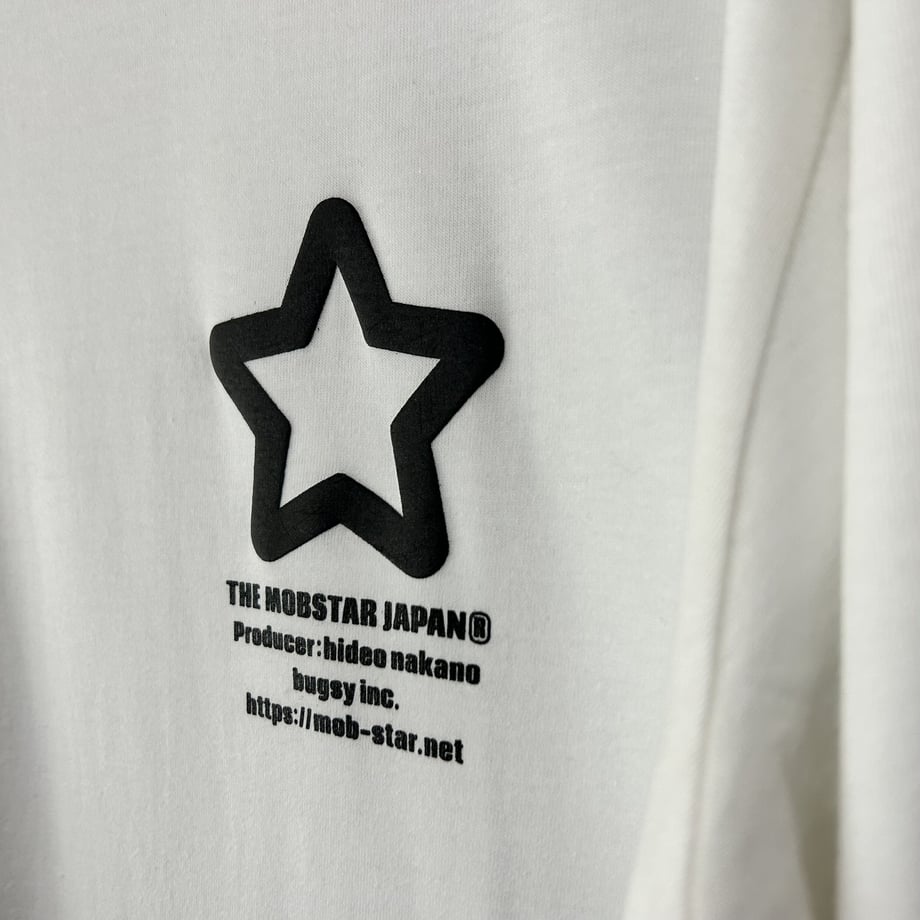 THE MOBSTAR JAPAN®
Producer:hideo nakano
bugsy inc.
https://mob-star.net